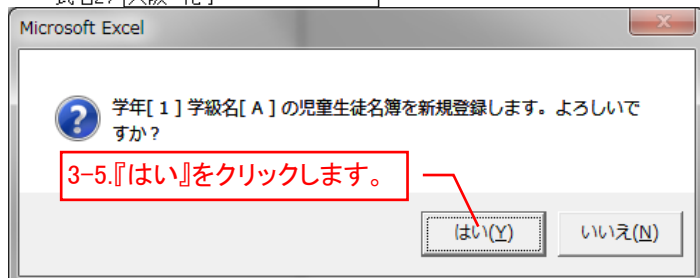 Microsoft Excel
学年[ 1 ] 学級名[ A ] の児童生徒名簿を新規登録します。よろしいで
すか？
3-5.『はい』をクリックします。
はい(Y)
いいえ(N)